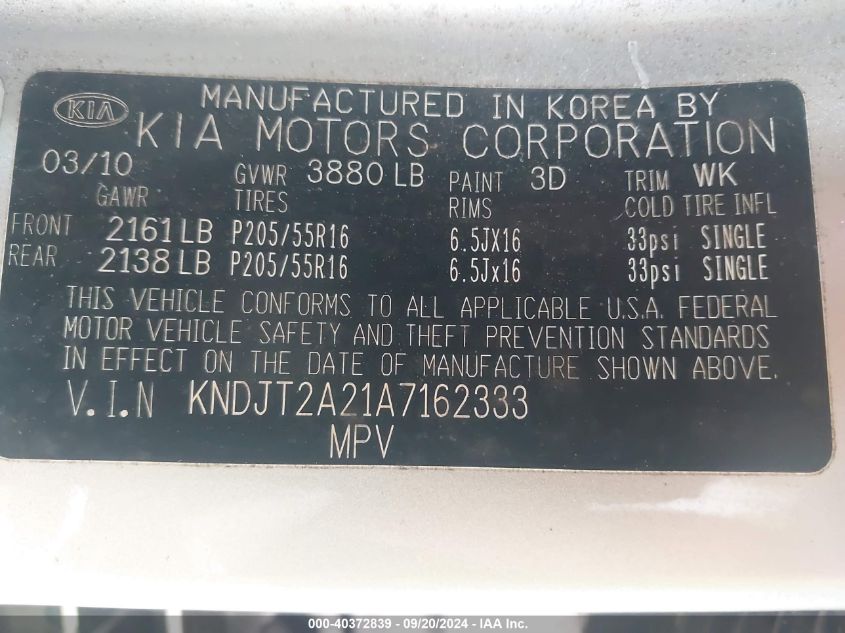 KIA
MANUFACTURED IN KOREA BY
KIA MOTORS CORPORATION
03/10 GVWR 3880 LB PAINT 3D TRIM WK
GAWR TIRES RIMS COLD TIRE INFL
FRONT 2161 LB P205/55R16 6.5JX16 33psi SINGLE
REAR 2138 LB P205/55R16 6.5Jx16 33psi SINGLE
THIS VEHICLE CONFORMS TO ALL APPLICABLE U.S.A. FEDERAL
MOTOR VEHICLE SAFETY AND THEFT PREVENTION STANDARDS
IN EFFECT ON THE DATE OF MANUFACTURE SHOWN ABOVE.
V.I.N KNDJT2A21A7162333
MPV
000-40372839 - 09/20/2024 - IAA Inc.